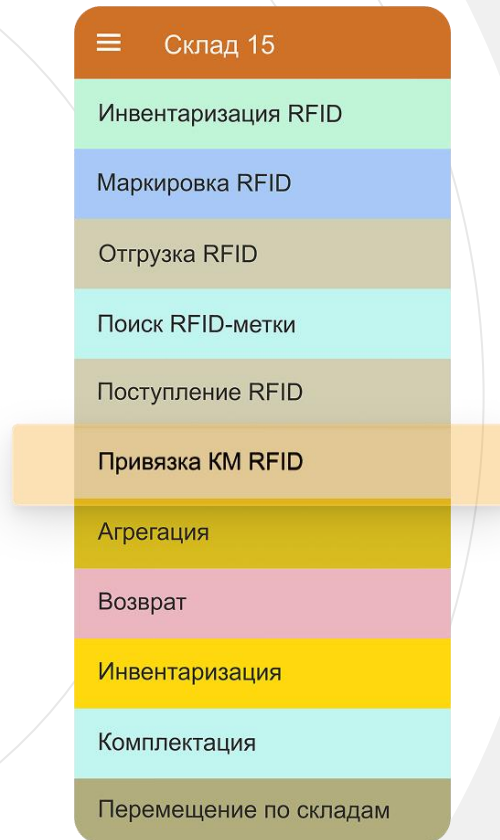 Склад 15
Инвентаризация RFID
Маркировка RFID
Отгрузка RFID
Поиск RFID-метки
Поступление RFID
Привязка КМ RFID
Агрегация
Возврат
Инвентаризация
Комплектация
Перемещение по складам